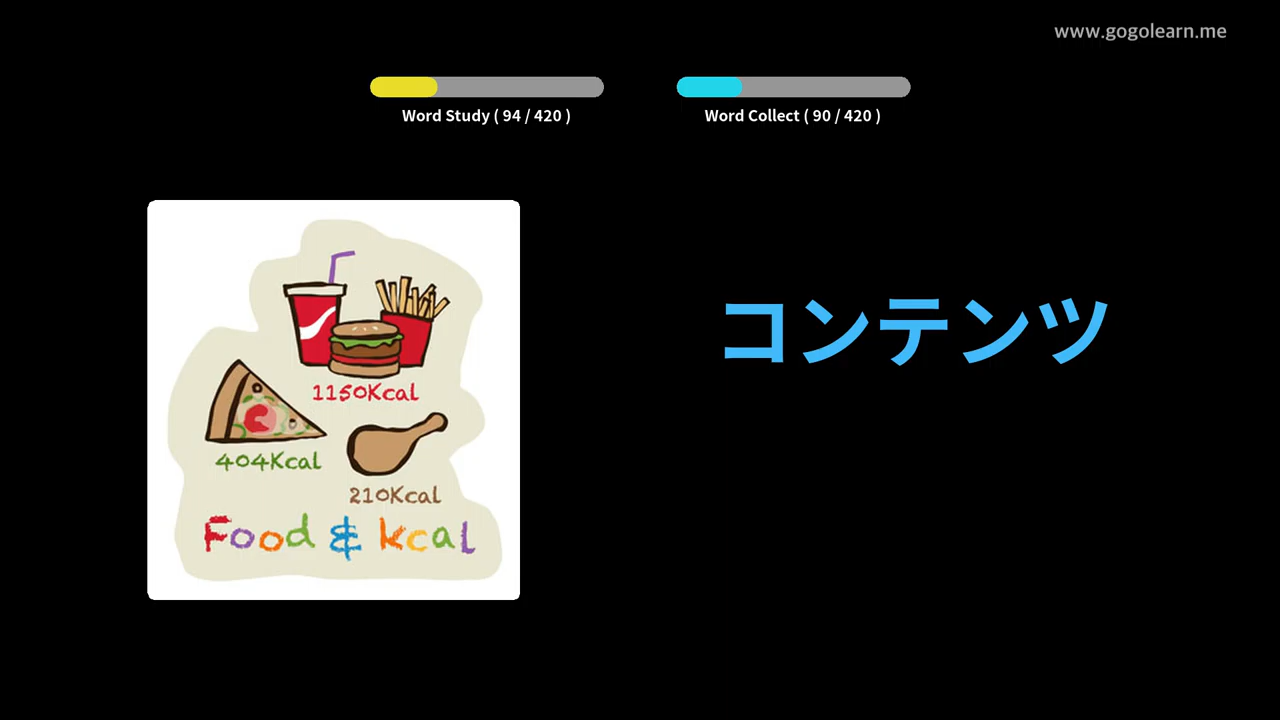 www.gogolearn.me
Word Study ( 94 / 420 )
Word Collect ( 90 / 420 )
コンテンツ
1150Kcal
404Kcal
210Kcal
Food & kcal